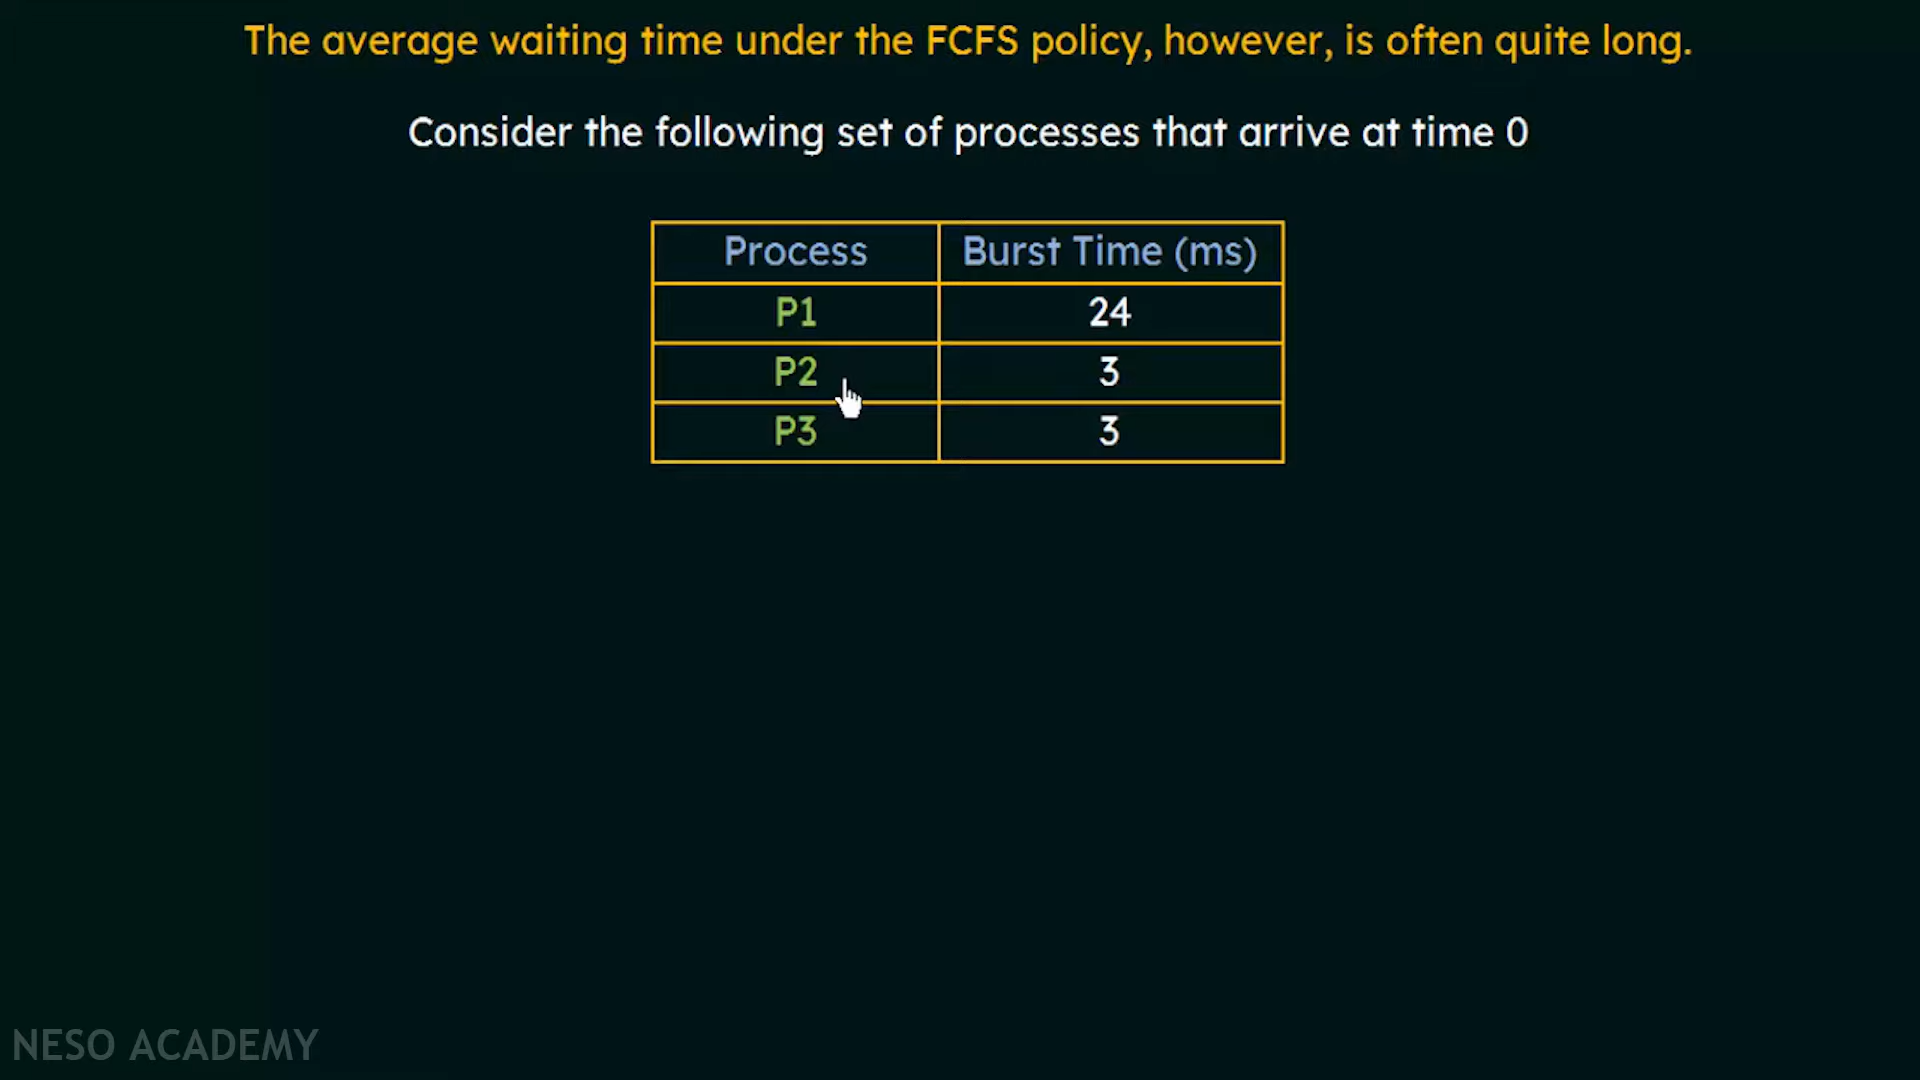 The average waiting time under the FCFS policy, however, is often quite long.
Consider the following set of processes that arrive at time 0
Process Burst Time (ms)
P1 24
P2 3
P3 3
NESO ACADEMY